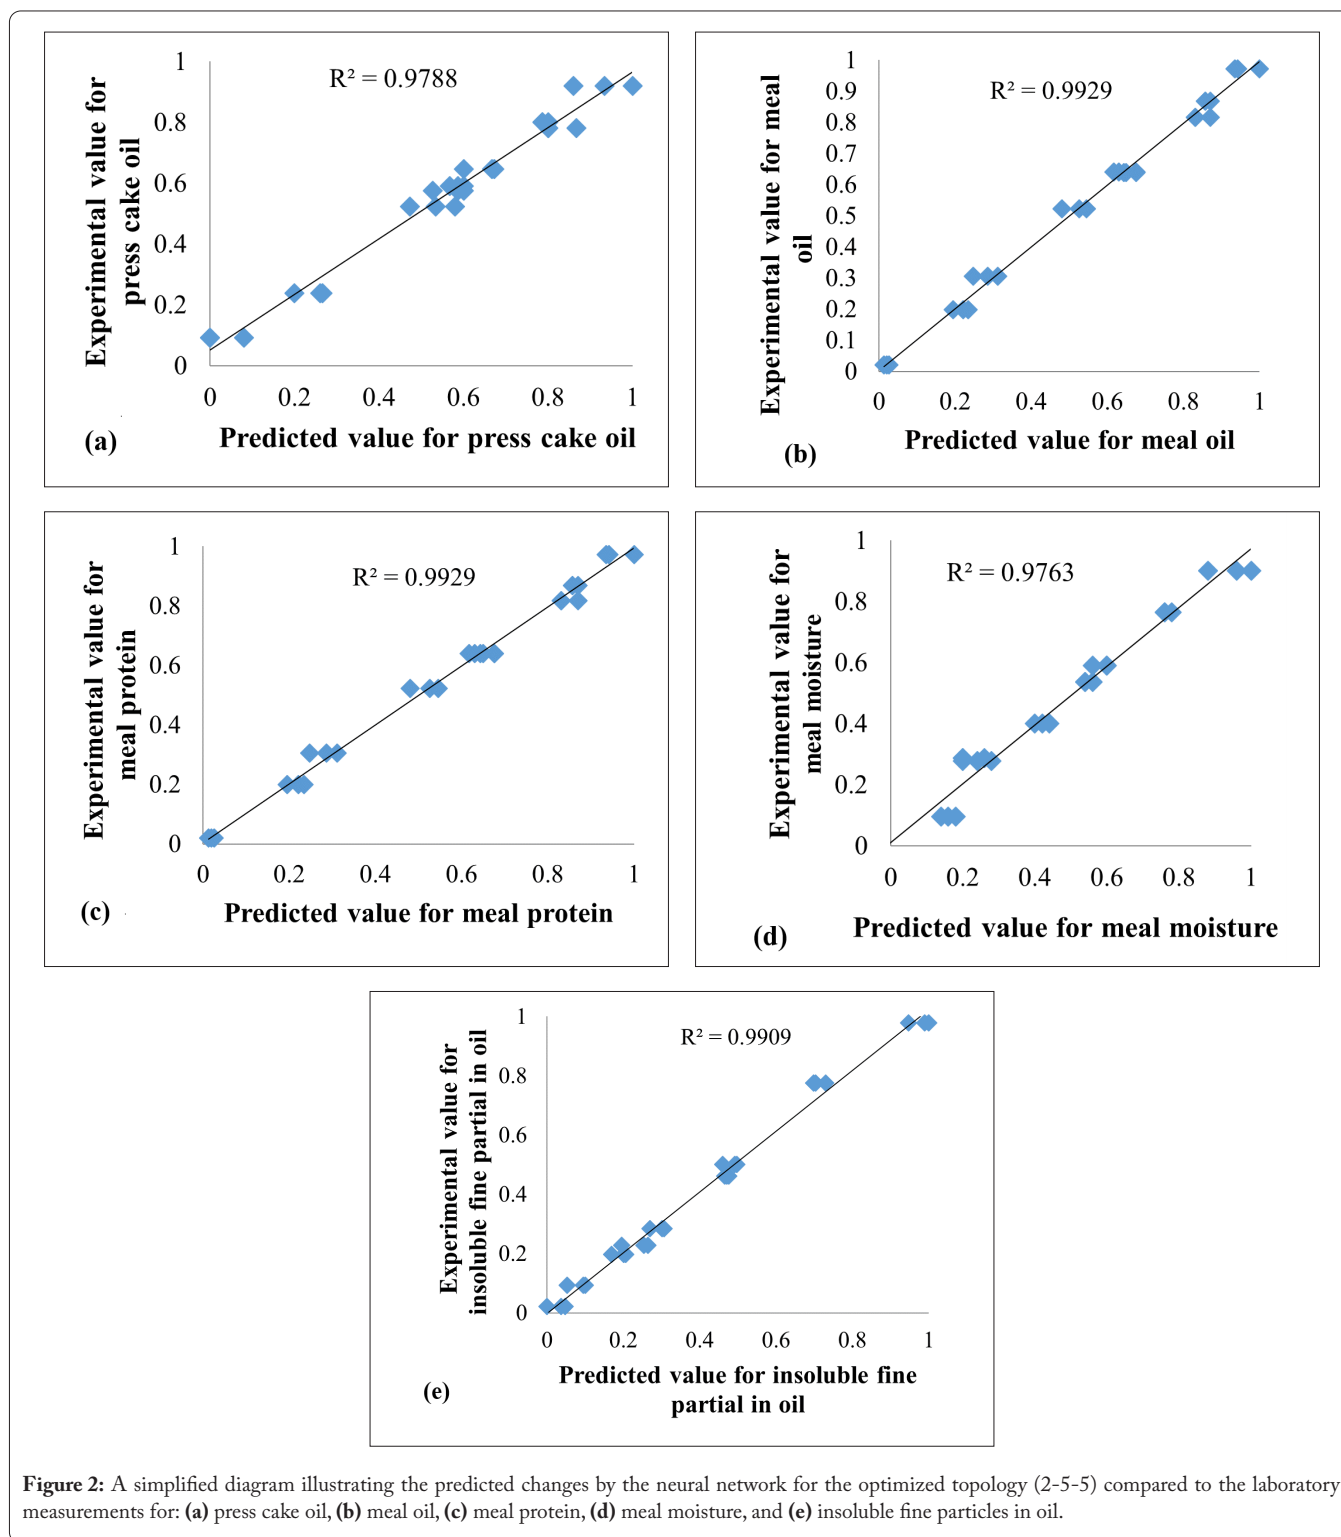 R² = 0.9788
1
0.8
0.6
0.4
0.2
0
0 0.2 0.4 0.6 0.8 1
Experimental value for
press cake oil
Predicted value for press cake oil
(a)
R² = 0.9929
1
0.9
0.8
0.7
0.6
0.5
0.4
0.3
0.2
0.1
0
0 0.2 0.4 0.6 0.8 1
Experimental value for meal
oil
Predicted value for meal oil
(b)
R² = 0.9929
1
0.8
0.6
0.4
0.2
0
0 0.2 0.4 0.6 0.8 1
Experimental value for
meal protein
Predicted value for meal protein
(c)
R² = 0.9763
1
0.8
0.6
0.4
0.2
0
0 0.2 0.4 0.6 0.8 1
Experimental value for
meal moisture
Predicted value for meal moisture
(d)
R² = 0.9909
1
0.8
0.6
0.4
0.2
0
0 0.2 0.4 0.6 0.8 1
Experimental value for
insoluble fine partial in oil
Predicted value for insoluble fine
partial in oil
(e)
Figure 2: A simplified diagram illustrating the predicted changes by the neural network for the optimized topology (2-5-5) compared to the laboratory
measurements for: (a) press cake oil, (b) meal oil, (c) meal protein, (d) meal moisture, and (e) insoluble fine particles in oil.